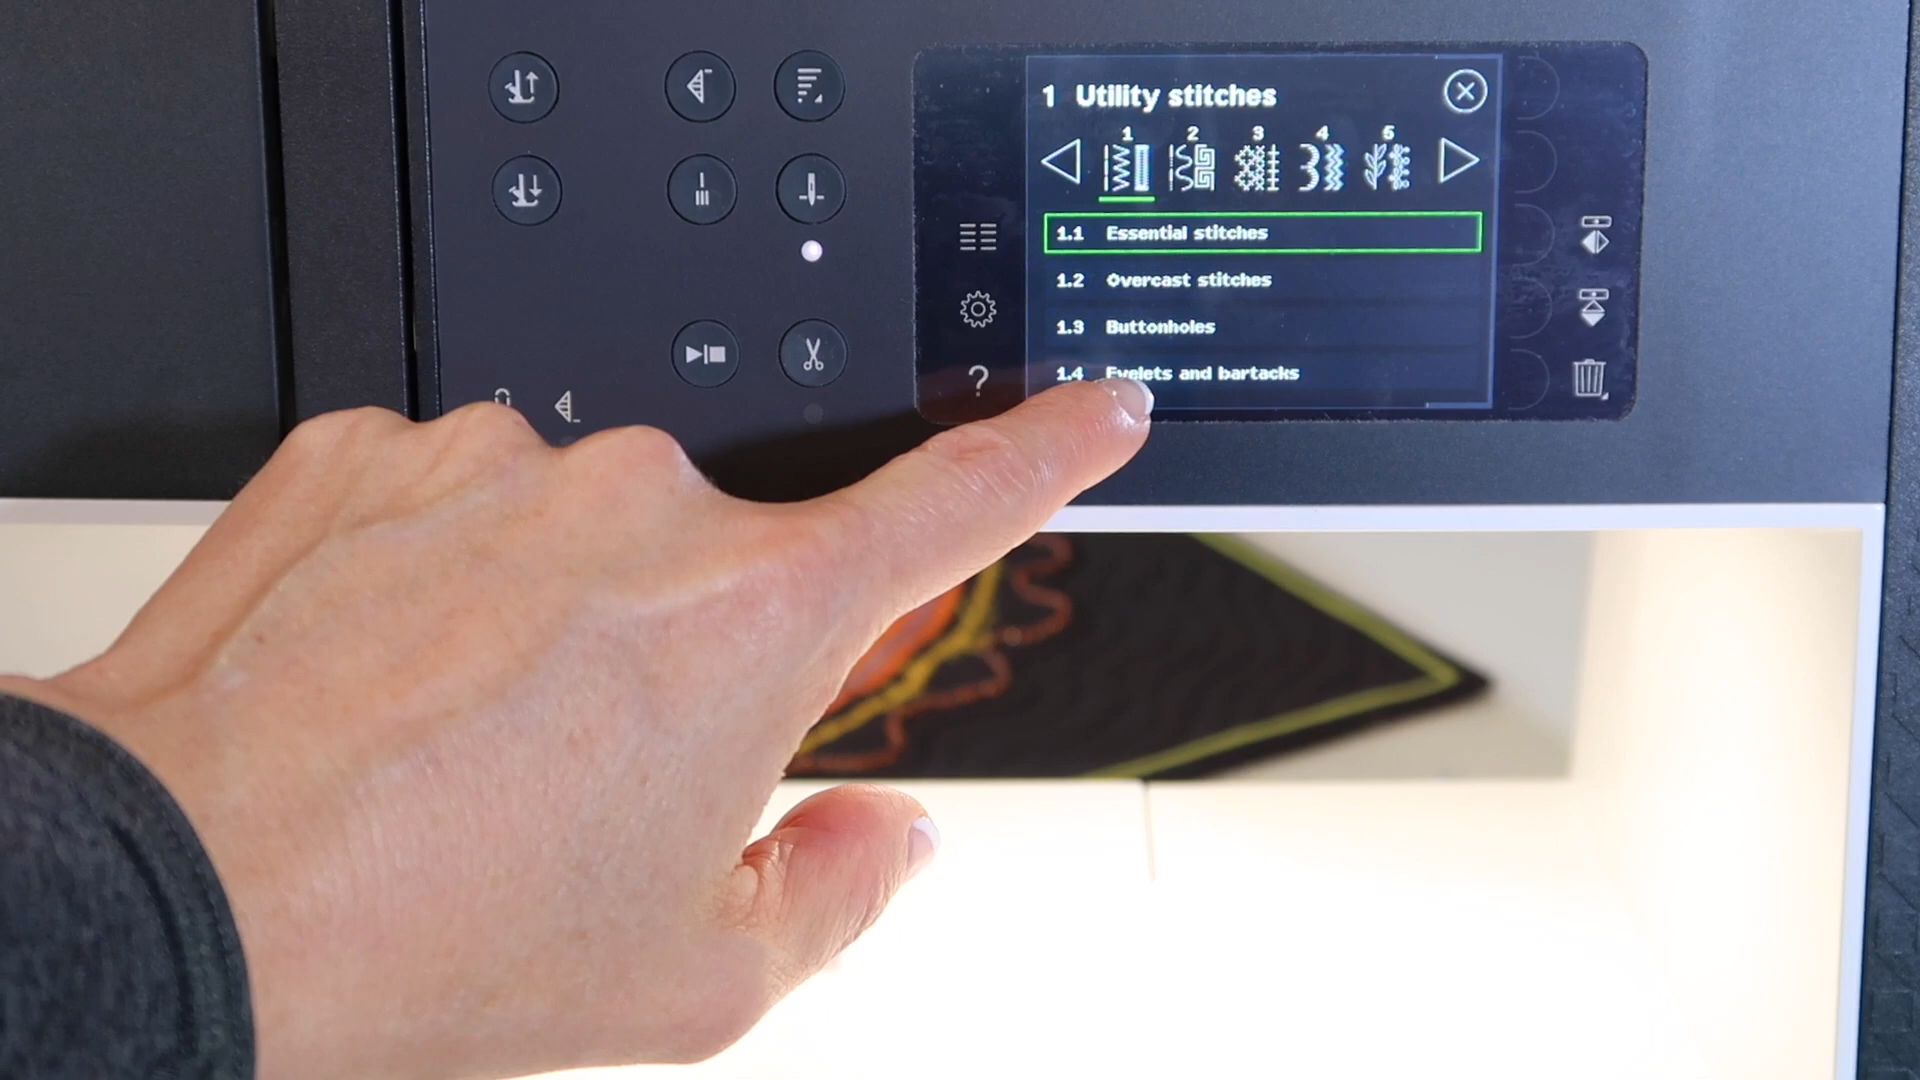 1 Utility stitches
1 2 3 4 5
1.1 Essential stitches
1.2 Overcast stitches
1.3 Buttonholes
1.4 Eyelets and bartacks
?